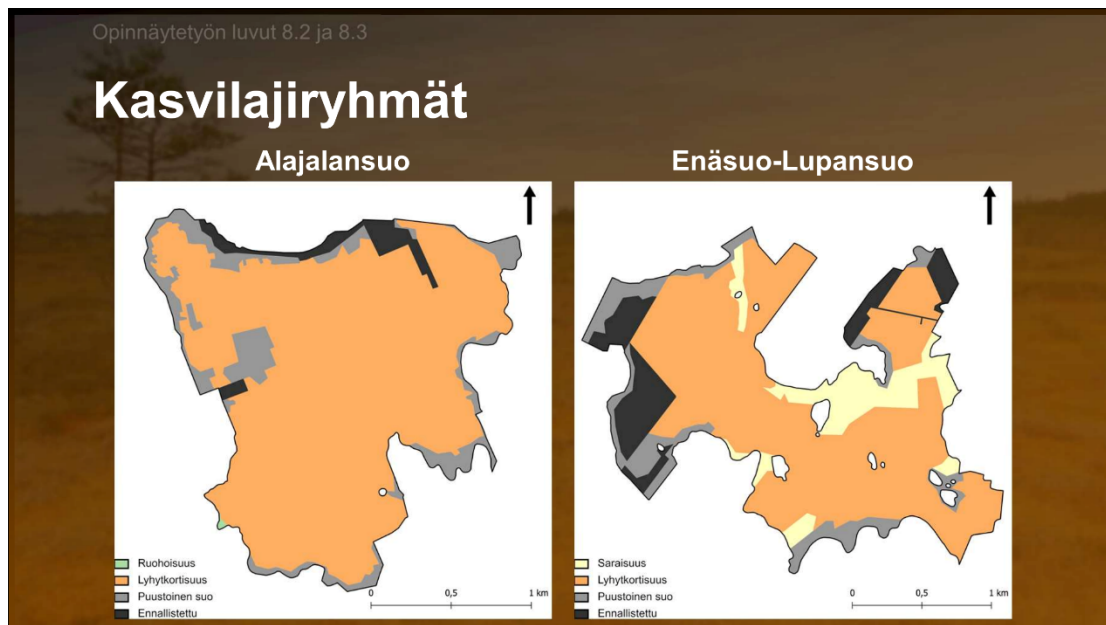 Opinnäytetyön luvut 8.2 ja 8.3
Kasvilajiryhmät
Alajalansuo
Ruohoisuus
Lyhytkortisuus
Puustoinen suo
Ennallistettu
0 0,5 1 km
Enäsuo-Lupansuo
Saraisuus
Lyhytkortisuus
Puustoinen suo
Ennallistettu
0 0,5 1 km